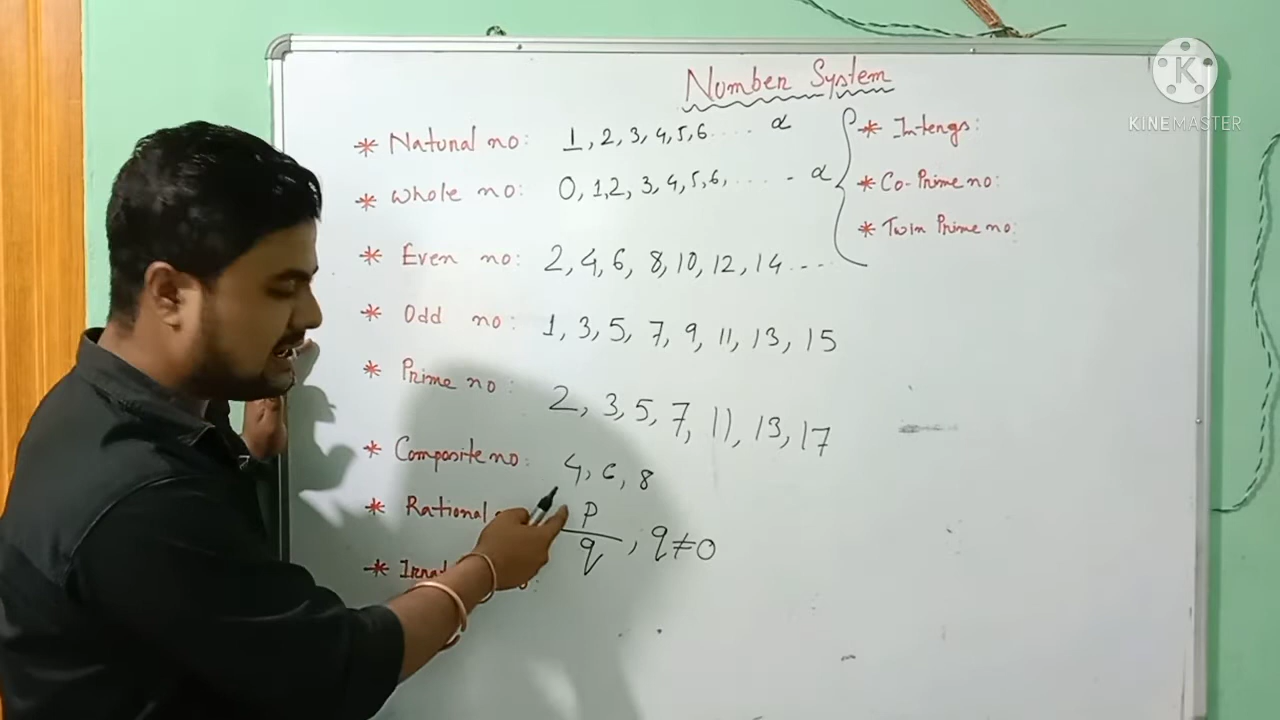 Number System
* Natural no: 1, 2, 3, 4, 5, 6 .... α
* Whole no: 0, 1, 2, 3, 4, 5, 6, .... - α
* Even no: 2, 4, 6, 8, 10, 12, 14 ....
* Odd no: 1, 3, 5, 7, 9, 11, 13, 15
* Prime no: 2, 3, 5, 7, 11, 13, 17
* Composite no: 4, 6, 8
* Rational p/q, q≠0
* Intengs:
* Co-Prime no:
* Twin Prime no:
K
KINEMASTER